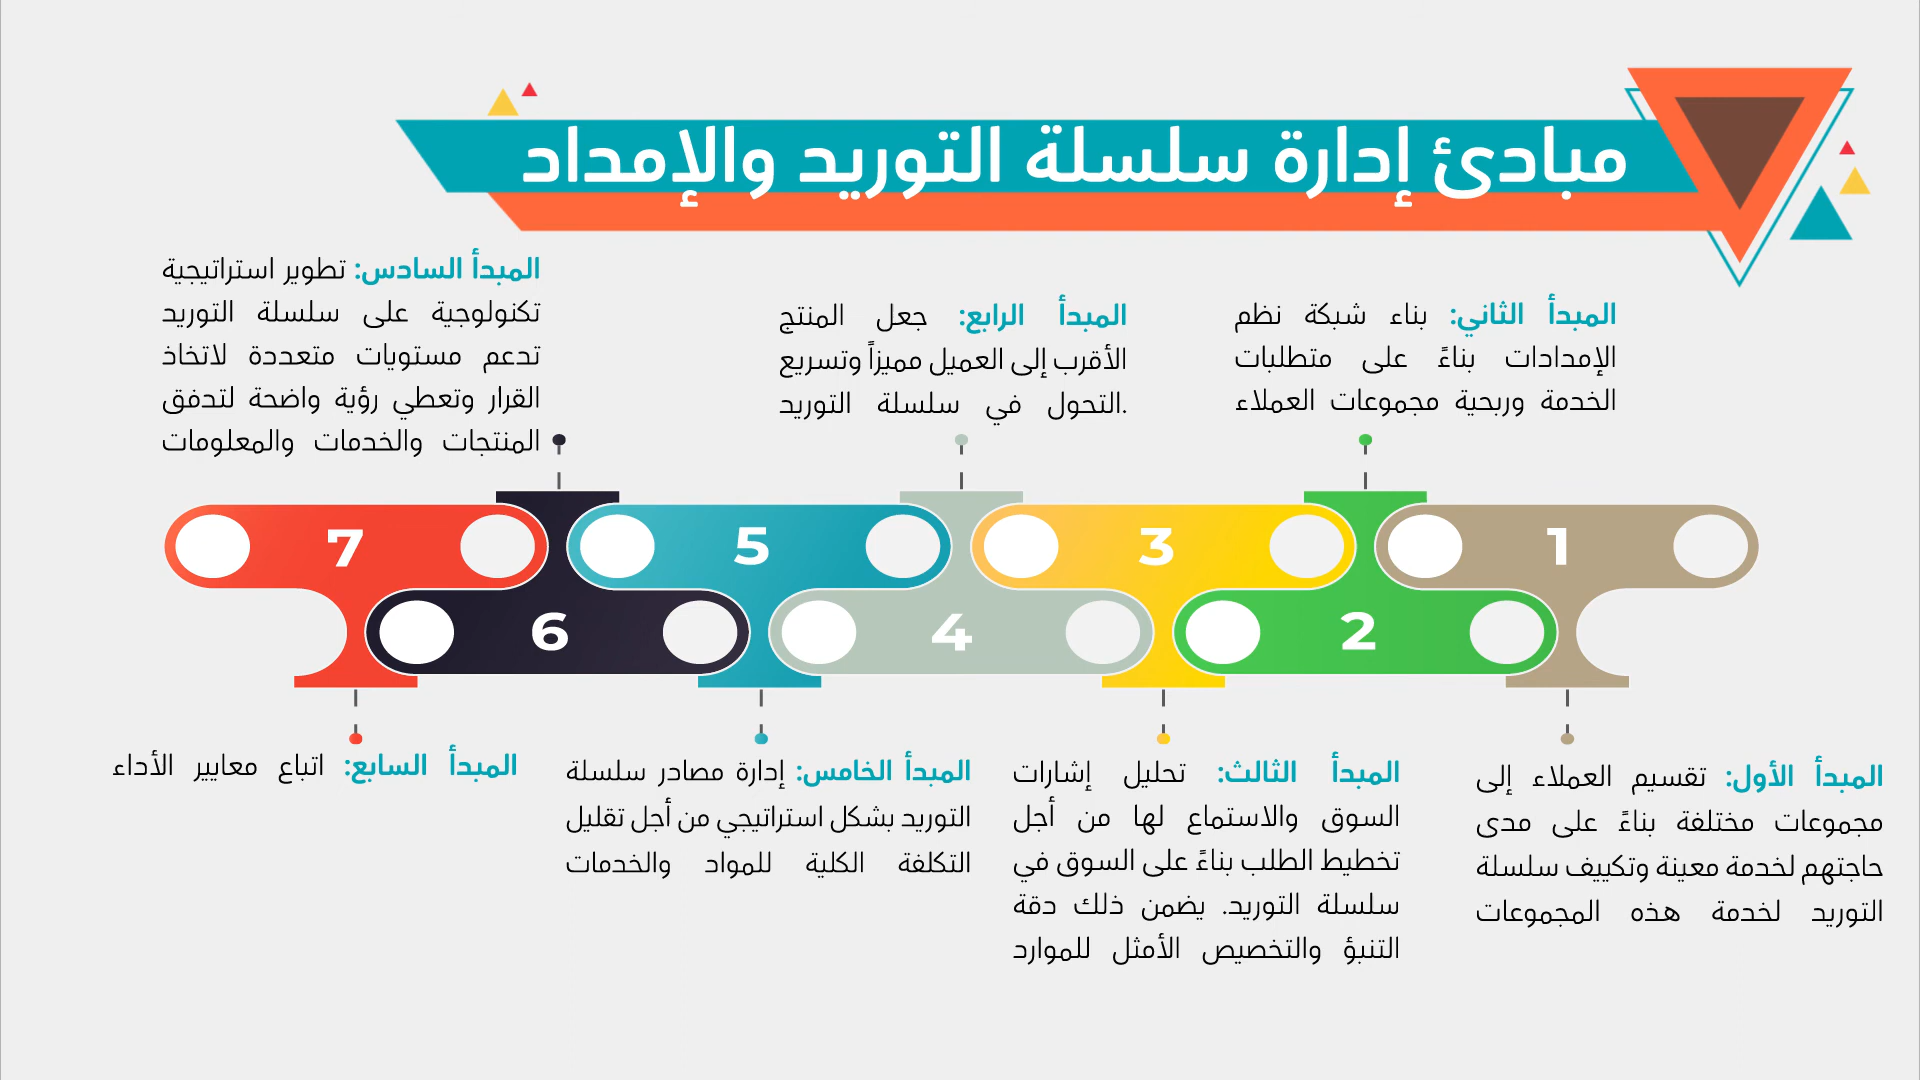 مبادئ إدارة سلسلة التوريد والإمداد
المبدأ الثاني: بناء شبكة نظم
الإمدادات بناءً على متطلبات
الخدمة وربحية مجموعات العملاء
المبدأ الرابع: جعل المنتج
الأقرب إلى العميل مميزاً وتسريع
.التحول في سلسلة التوريد
المبدأ السادس: تطوير استراتيجية
تكنولوجية على سلسلة التوريد
تدعم مستويات متعددة لاتخاذ
القرار وتعطي رؤية واضحة لتدفق
المنتجات والخدمات والمعلومات
1
2
3
4
5
6
7
المبدأ الأول: تقسيم العملاء إلى
مجموعات مختلفة بناءً على مدى
حاجتهم لخدمة معينة وتكييف سلسلة
التوريد لخدمة هذه المجموعات
المبدأ الثالث: تحليل إشارات
السوق والاستماع لها من أجل
تخطيط الطلب بناءً على السوق في
سلسلة التوريد. يضمن ذلك دقة
التنبؤ والتخصيص الأمثل للموارد
المبدأ الخامس: إدارة مصادر سلسلة
التوريد بشكل استراتيجي من أجل تقليل
التكلفة الكلية للمواد والخدمات
المبدأ السابع: اتباع معايير الأداء